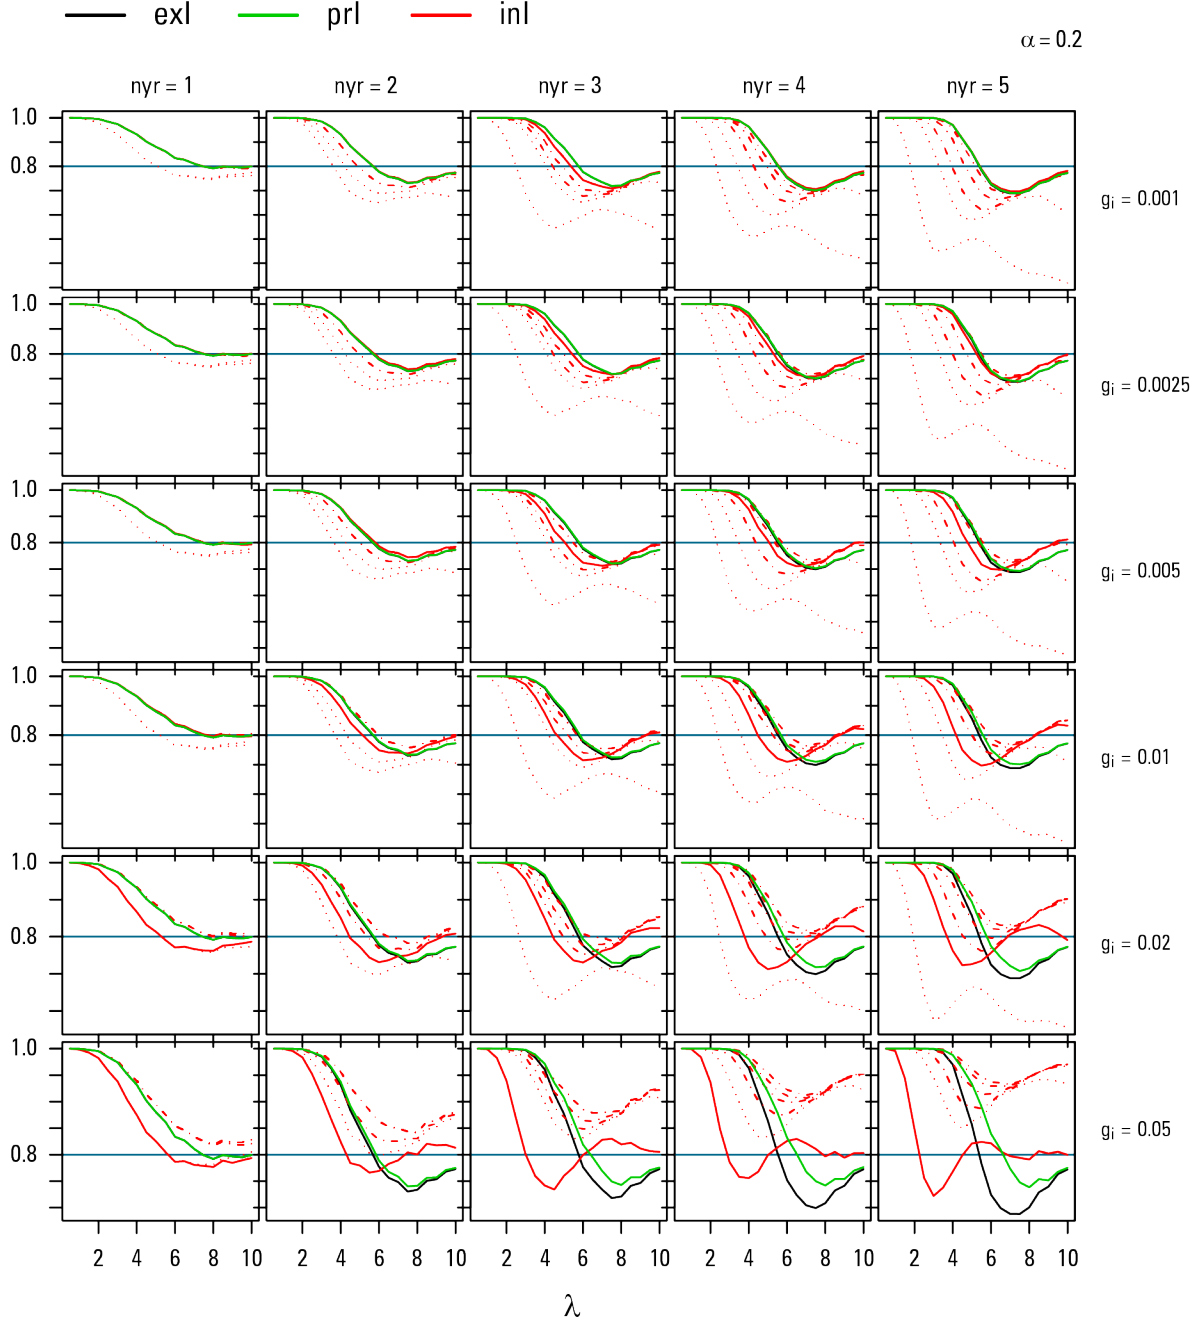 exl prl inl
α = 0.2
nyr = 1 nyr = 2 nyr = 3 nyr = 4 nyr = 5
1.0
0.8
gi = 0.001
1.0
0.8
gi = 0.0025
1.0
0.8
gi = 0.005
1.0
0.8
gi = 0.01
1.0
0.8
gi = 0.02
1.0
0.8
gi = 0.05
2 4 6 8 10 2 4 6 8 10 2 4 6 8 10 2 4 6 8 10 2 4 6 8 10
λ